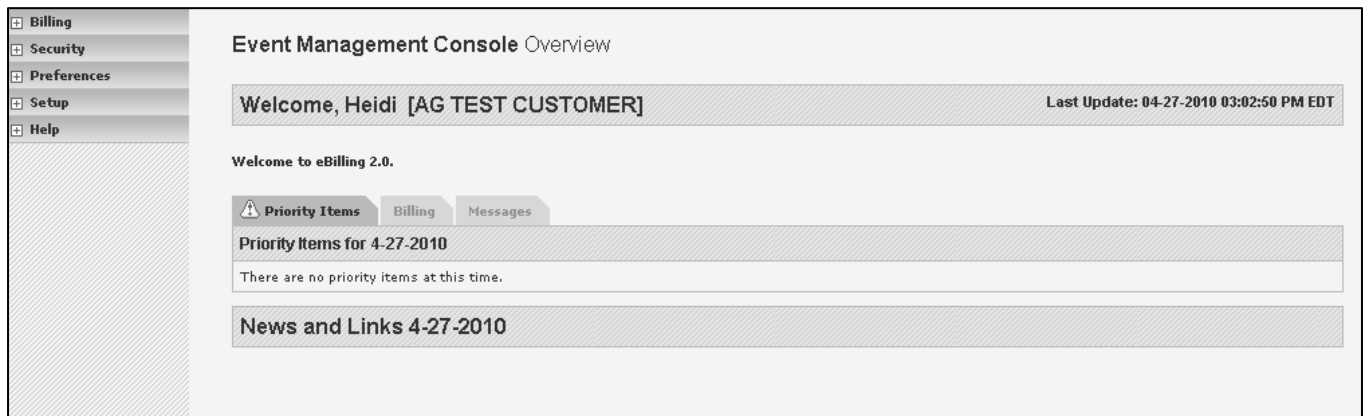 Billing
Security
Preferences
Setup
Help
Event Management Console Overview
Welcome, Heidi [AG TEST CUSTOMER]
Last Update: 04-27-2010 03:02:50 PM EDT
Welcome to eBilling 2.0.
Priority Items
Billing
Messages
Priority Items for 4-27-2010
There are no priority items at this time.
News and Links 4-27-2010